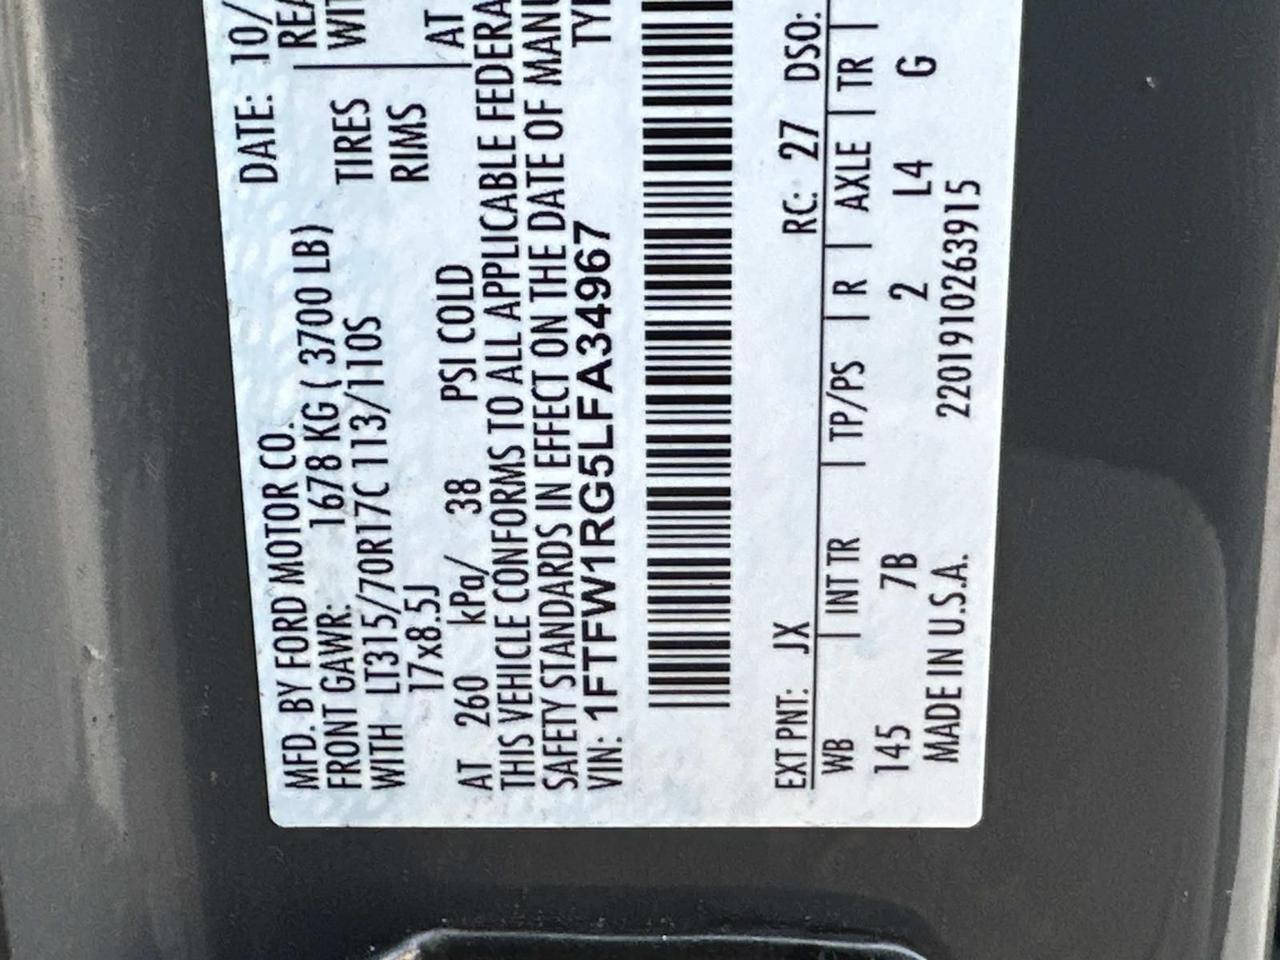 MFD. BY FORD MOTOR CO. DATE: 10/
FRONT GAWR: 1678 KG ( 3700 LB)
WITH LT315/70R17C 113/110S TIRES
17x8.5J RIMS
AT 260 kPa/ 38 PSI COLD AT
THIS VEHICLE CONFORMS TO ALL APPLICABLE FEDERA
SAFETY STANDARDS IN EFFECT ON THE DATE OF MANU
VIN: 1FTFW1RG5LFA34967
EXT PNT: JX RC: 27 DSO:
WB | INT TR | TP/PS | R | AXLE | TR |
145 7B 2 L4 G
MADE IN U.S.A. 2201910263915